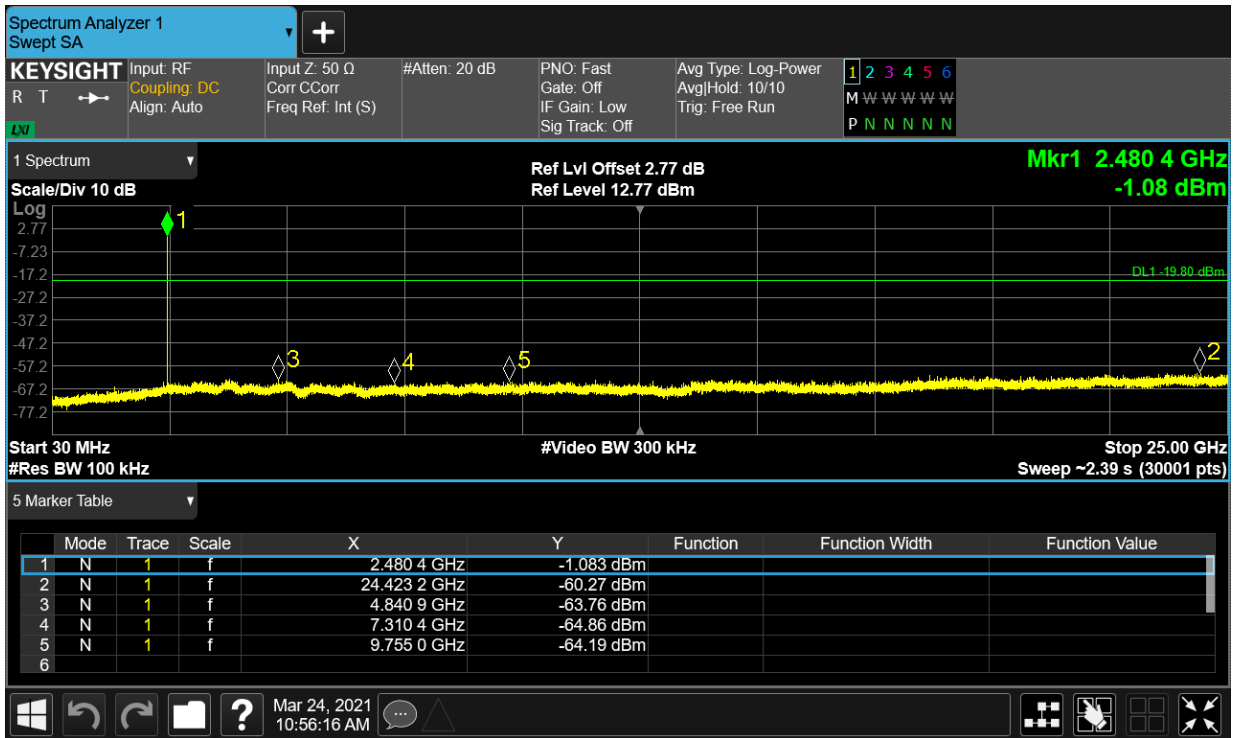 Spectrum Analyzer 1
Swept SA
KEYSIGHT
R T
LXI
Input: RF
Coupling: DC
Align: Auto
Input Z: 50 Ω
Corr CCorr
Freq Ref: Int (S)
#Atten: 20 dB
PNO: Fast
Gate: Off
IF Gain: Low
Sig Track: Off
Avg Type: Log-Power
Avg|Hold: 10/10
Trig: Free Run
1 2 3 4 5 6
M W W W W W
P N N N N N
1 Spectrum
Scale/Div 10 dB
Ref Lvl Offset 2.77 dB
Ref Level 12.77 dBm
Mkr1 2.480 4 GHz
-1.08 dBm
Log
2.77
-7.23
-17.2
-27.2
-37.2
-47.2
-57.2
-67.2
-77.2
1
DL1 -19.80 dBm
3
4
5
2
Start 30 MHz
#Video BW 300 kHz
Stop 25.00 GHz
#Res BW 100 kHz
Sweep ~2.39 s (30001 pts)
5 Marker Table
Mode Trace Scale X Y Function Function Width Function Value
1 N 1 f 2.480 4 GHz -1.083 dBm
2 N 1 f 24.423 2 GHz -60.27 dBm
3 N 1 f 4.840 9 GHz -63.76 dBm
4 N 1 f 7.310 4 GHz -64.86 dBm
5 N 1 f 9.755 0 GHz -64.19 dBm
6
?
Mar 24, 2021
10:56:16 AM